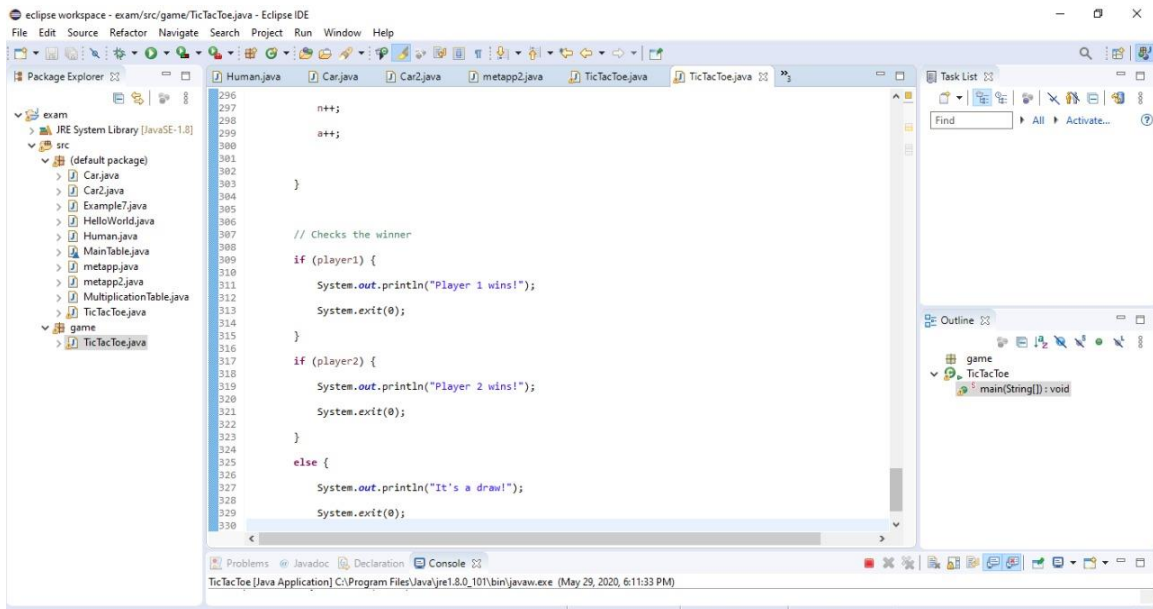 eclipse workspace - exam/src/game/TicTacToe.java - Eclipse IDE
File Edit Source Refactor Navigate Search Project Run Window Help
Package Explorer
exam
JRE System Library [JavaSE-1.8]
src
(default package)
Car.java
Car2.java
Example7.java
HelloWorld.java
Human.java
MainTable.java
metapp.java
metapp2.java
MultiplicationTable.java
TicTacToe.java
game
TicTacToe.java
Human.java Car.java Car2.java metapp2.java TicTacToe.java TicTacToe.java »3
296
297 n++;
298
299 a++;
300
301
302
303 }
304
305
306
307 // Checks the winner
308
309 if (player1) {
310
311 System.out.println("Player 1 wins!");
312
313 System.exit(0);
314
315 }
316
317 if (player2) {
318
319 System.out.println("Player 2 wins!");
320
321 System.exit(0);
322
323 }
324
325 else {
326
327 System.out.println("It's a draw!");
328
329 System.exit(0);
330
Task List
Find All Activate...
Outline
game
TicTacToe
main(String[]) : void
Problems Javadoc Declaration Console
TicTacToe [Java Application] C:\Program Files\Java\jre1.8.0_101\bin\javaw.exe (May 29, 2020, 6:11:33 PM)